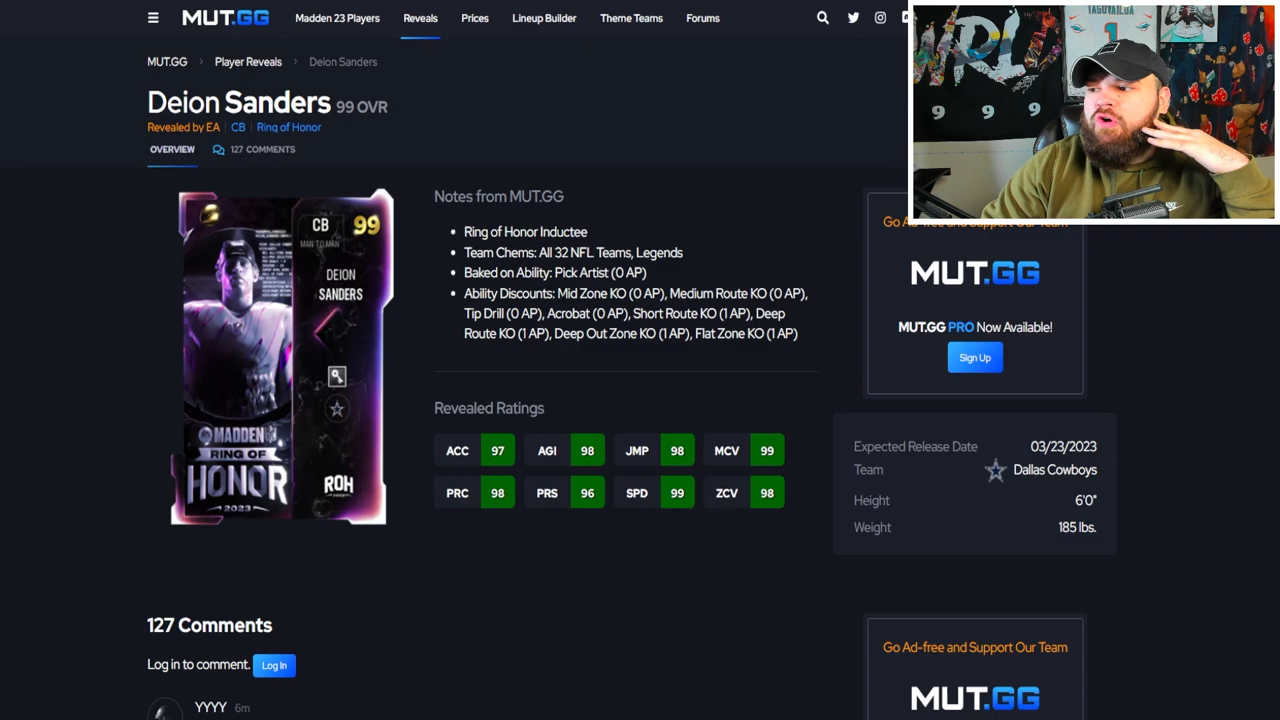 MUT.GG
Madden 23 Players
Reveals
Prices
Lineup Builder
Theme Teams
Forums
MUT.GG > Player Reveals > Deion Sanders
Deion Sanders 99 OVR
Revealed by EA | CB | Ring of Honor
OVERVIEW
127 COMMENTS
CB 99
MAN TO MAN
DEION
SANDERS
MADDEN
RING OF
HONOR
2023
ROH
Notes from MUT.GG
Ring of Honor Inductee
Team Chems: All 32 NFL Teams, Legends
Baked on Ability: Pick Artist (0 AP)
Ability Discounts: Mid Zone KO (0 AP), Medium Route KO (0 AP),
Tip Drill (0 AP), Acrobat (0 AP), Short Route KO (1 AP), Deep
Route KO (1 AP), Deep Out Zone KO (1 AP), Flat Zone KO (1 AP)
Revealed Ratings
ACC 97 AGI 98 JMP 98 MCV 99
PRC 98 PRS 96 SPD 99 ZCV 98
9 9 9
TAGOVAILOA
1
MUT.GG
MUT.GG PRO Now Available!
Sign Up
Expected Release Date 03/23/2023
Team Dallas Cowboys
Height 6'0"
Weight 185 lbs.
127 Comments
Log in to comment. Log In
YYYY 6m
Go Ad-free and Support Our Team
MUT.GG